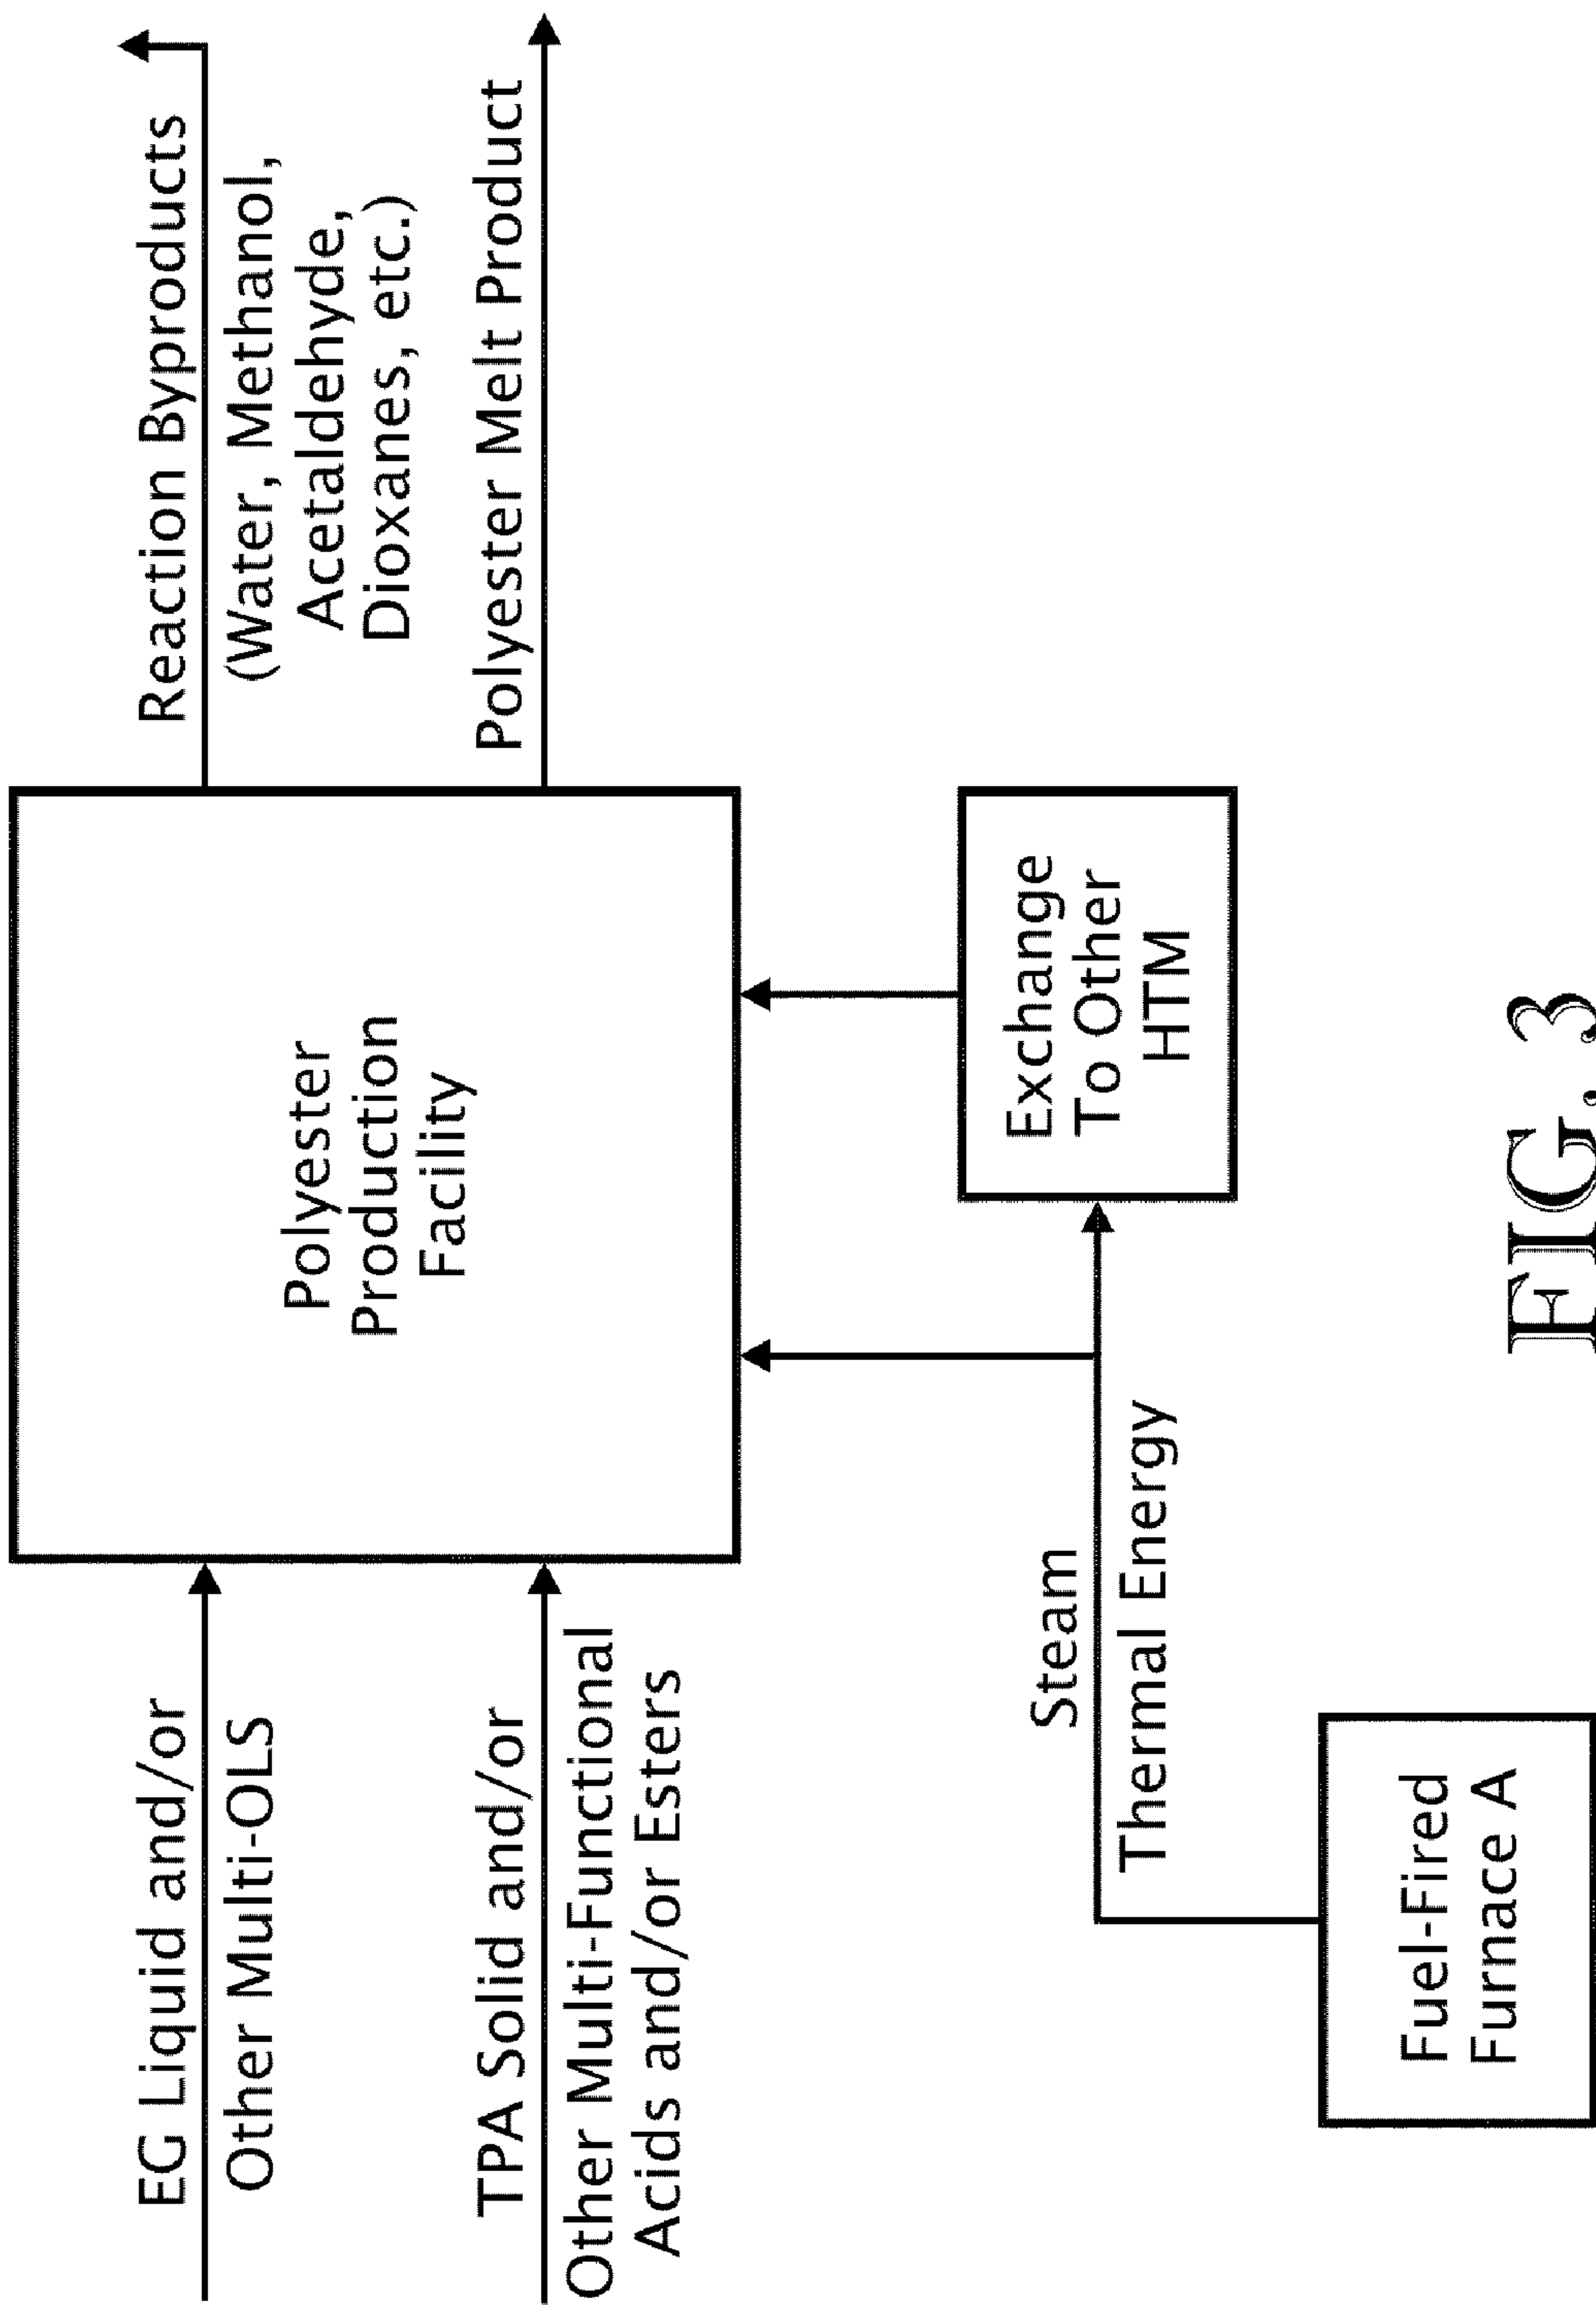 EG Liquid and/or
Other Multi-OLS
TPA Solid and/or
Other Multi-Functional
Acids and/or Esters
Polyester
Production
Facility
Reaction Byproducts
(Water, Methanol,
Acetaldehyde,
Dioxanes, etc.)
Polyester Melt Product
Steam
Thermal Energy
Exchange
To Other
HTM
Fuel-Fired
Furnace A
FIG. 3